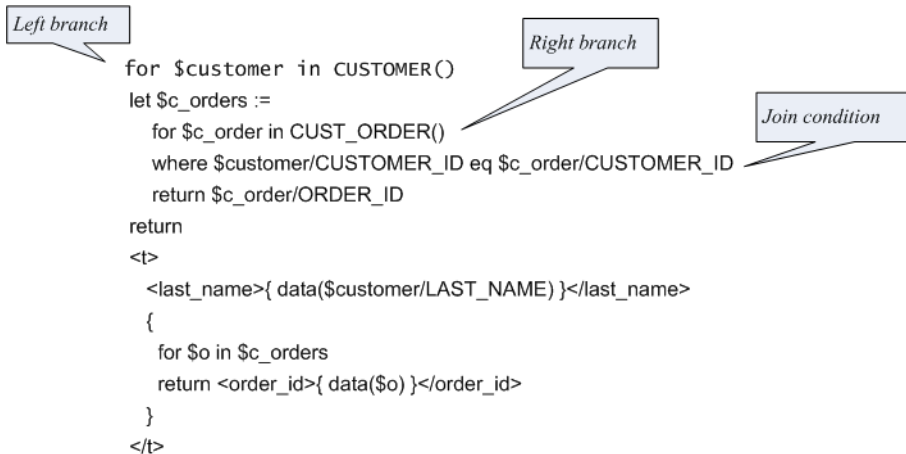 Left branch
Right branch
for $customer in CUSTOMER()
let $c_orders :=
for $c_order in CUST_ORDER()
Join condition
where $customer/CUSTOMER_ID eq $c_order/CUSTOMER_ID
return $c_order/ORDER_ID
return
<t>
<last_name>{ data($customer/LAST_NAME) }</last_name>
{
for $o in $c_orders
return <order_id>{ data($o) }</order_id>
}
</t>